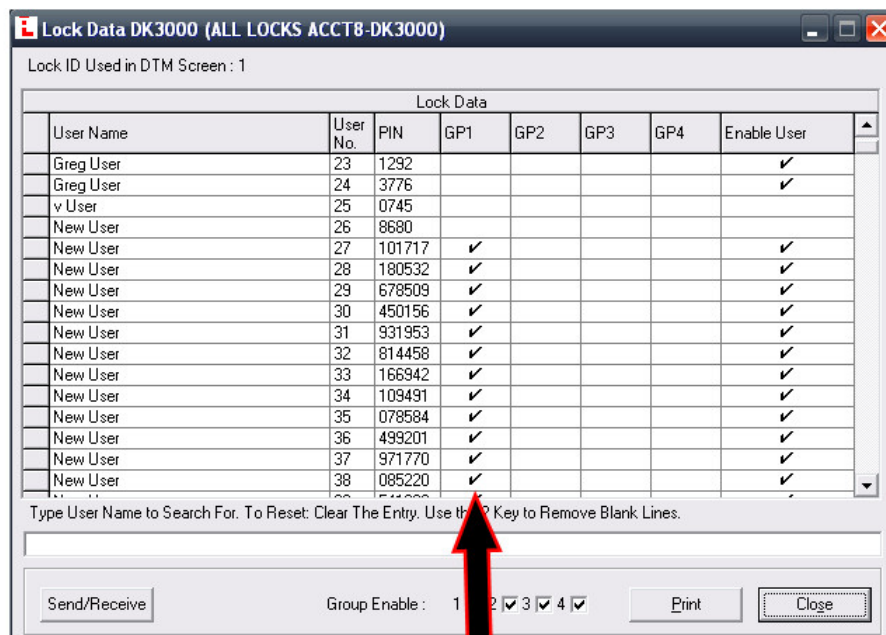 Lock Data DK3000 (ALL LOCKS ACCT8-DK3000)
Lock ID Used in DTM Screen : 1
Lock Data
User Name User No. PIN GP1 GP2 GP3 GP4 Enable User
Greg User 23 1292 ✓
Greg User 24 3776 ✓
v User 25 0745
New User 26 8680
New User 27 101717 ✓ ✓
New User 28 180532 ✓ ✓
New User 29 678509 ✓ ✓
New User 30 450156 ✓ ✓
New User 31 931953 ✓ ✓
New User 32 814458 ✓ ✓
New User 33 166942 ✓ ✓
New User 34 109491 ✓ ✓
New User 35 078584 ✓ ✓
New User 36 499201 ✓ ✓
New User 37 971770 ✓ ✓
New User 38 085220 ✓ ✓
Type User Name to Search For. To Reset: Clear The Entry. Use Key to Remove Blank Lines.
Send/Receive Group Enable : 1 2 ✓ 3 ✓ 4 ✓ Print Close